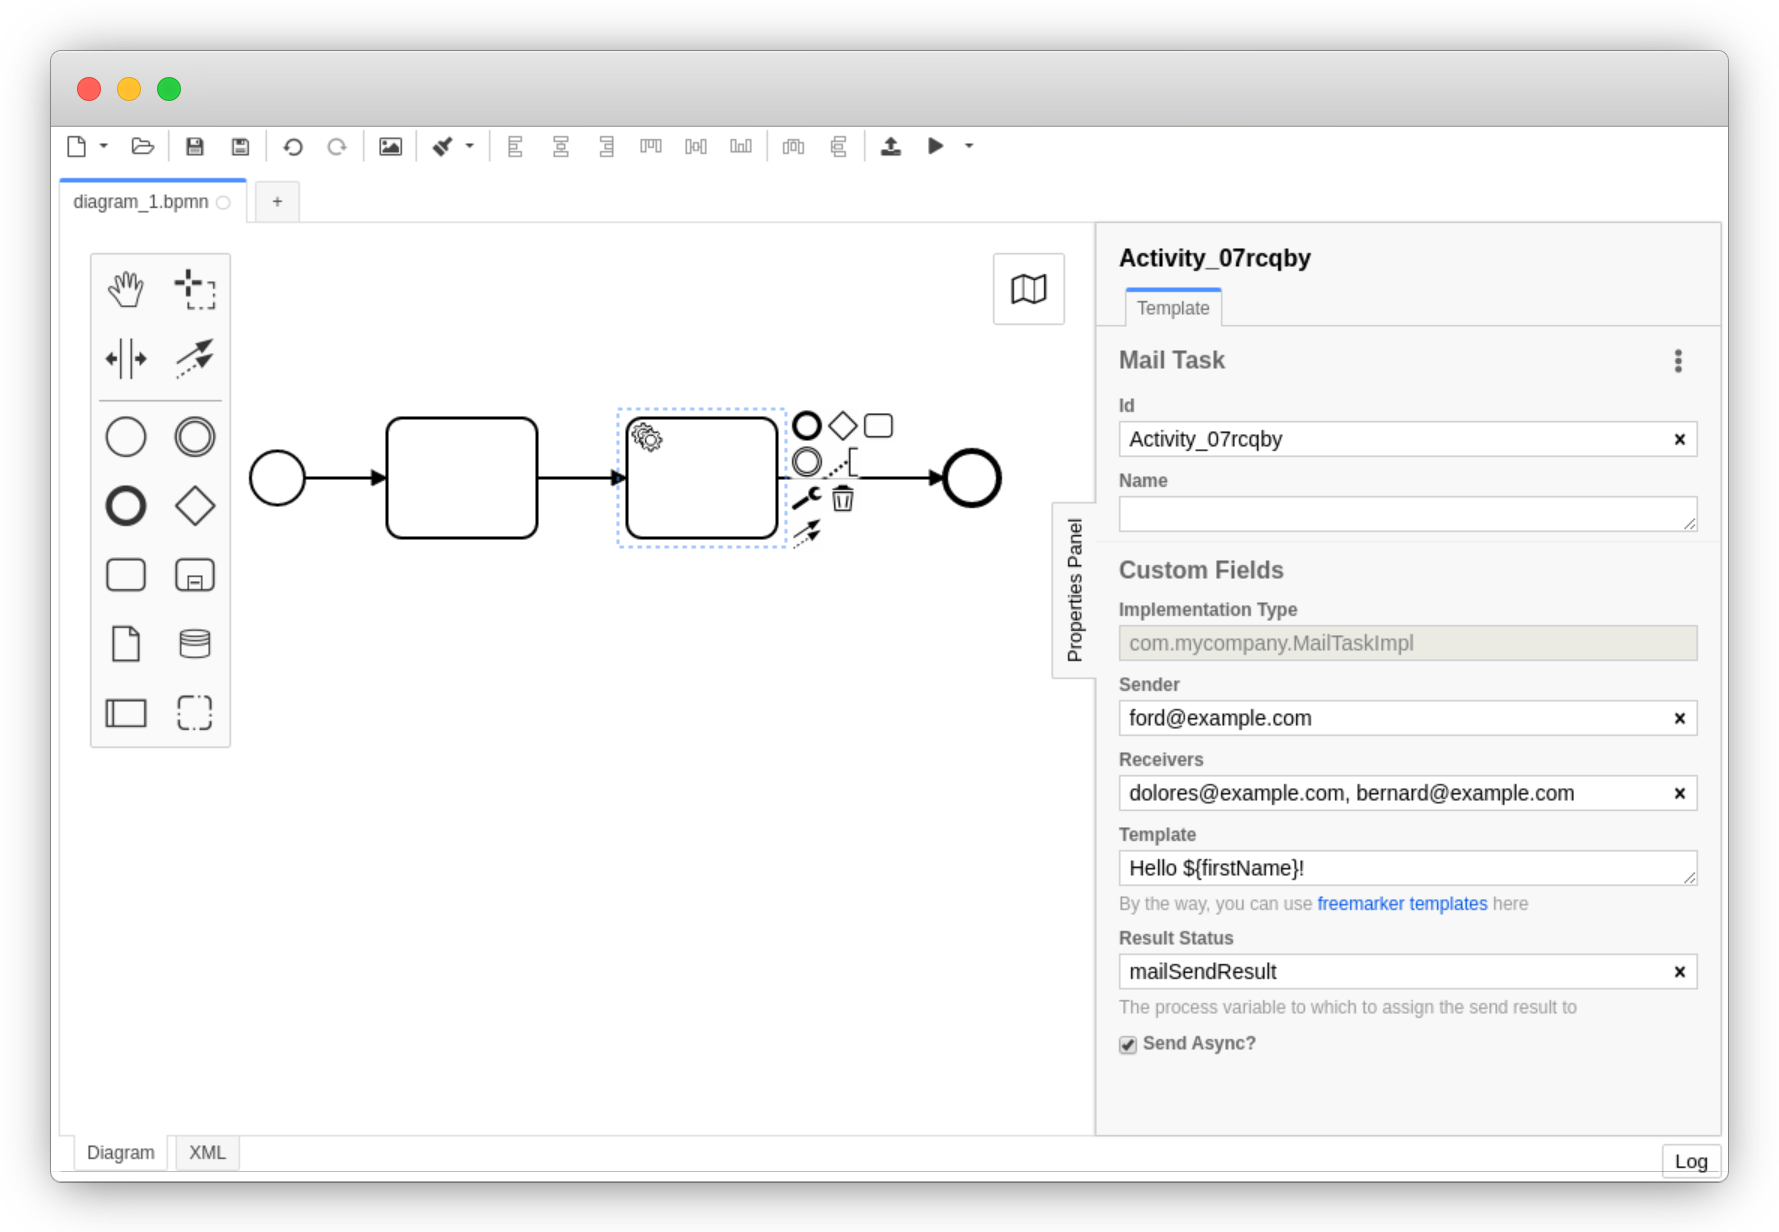 diagram_1.bpmn
+
Activity_07rcqby
Template
Mail Task
Id
Activity_07rcqby
Name
Properties Panel
Custom Fields
Implementation Type
com.mycompany.MailTaskImpl
Sender
ford@example.com
Receivers
dolores@example.com, bernard@example.com
Template
Hello ${firstName}!
By the way, you can use freemarker templates here
Result Status
mailSendResult
The process variable to which to assign the send result to
Send Async?
Diagram
XML
Log